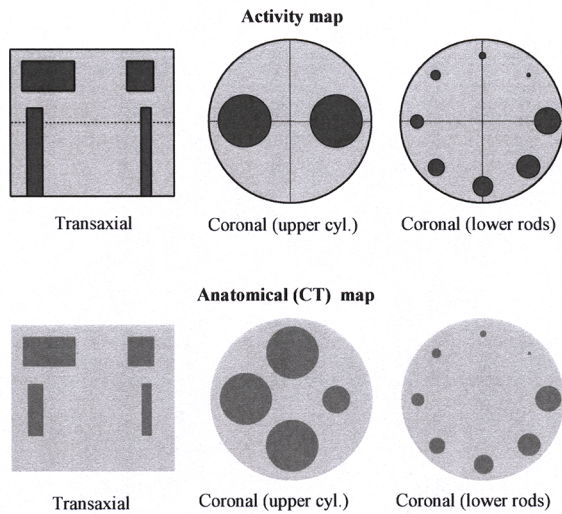 Activity map
Transaxial
Coronal (upper cyl.)
Coronal (lower rods)
Anatomical (CT) map
Transaxial
Coronal (upper cyl.)
Coronal (lower rods)